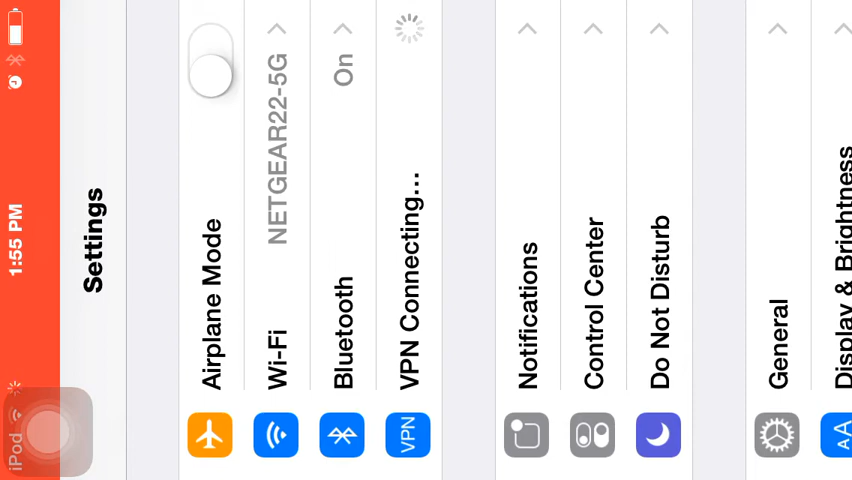 iPod 1:55 PM
Settings
Airplane Mode
Wi-Fi NETGEAR22-5G
Bluetooth On
VPN VPN Connecting...
Notifications
Control Center
Do Not Disturb
General
AA Display & Brightness